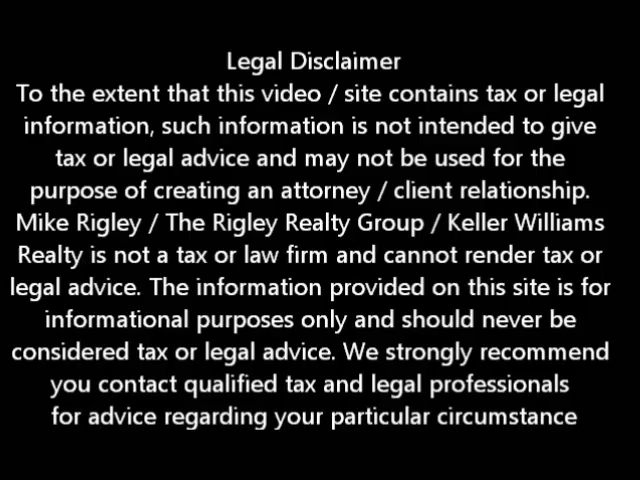 Legal Disclaimer
To the extent that this video / site contains tax or legal
information, such information is not intended to give
tax or legal advice and may not be used for the
purpose of creating an attorney / client relationship.
Mike Rigley / The Rigley Realty Group / Keller Williams
Realty is not a tax or law firm and cannot render tax or
legal advice. The information provided on this site is for
informational purposes only and should never be
considered tax or legal advice. We strongly recommend
you contact qualified tax and legal professionals
for advice regarding your particular circumstance